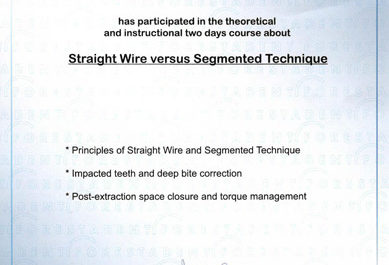 has participated in the theoretical
and instructional two days course about
Straight Wire versus Segmented Technique
* Principles of Straight Wire and Segmented Technique
* Impacted teeth and deep bite correction
* Post-extraction space closure and torque management